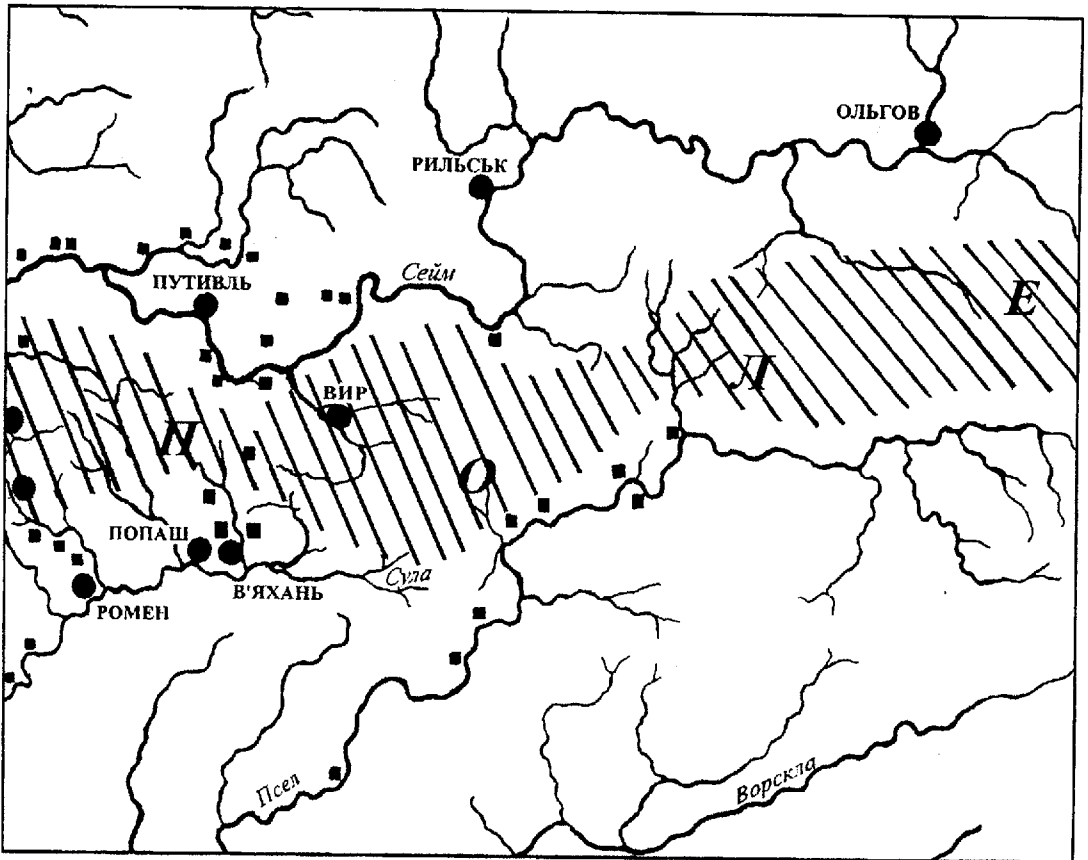 ОЛЬГОВ
РИЛЬСЬК
Сейм
ПУТИВЛЬ
Е
Л
ВИР
П
О
ПОПАШ
Сула
В'ЯХАНЬ
РОМЕН
Псел
Ворскла